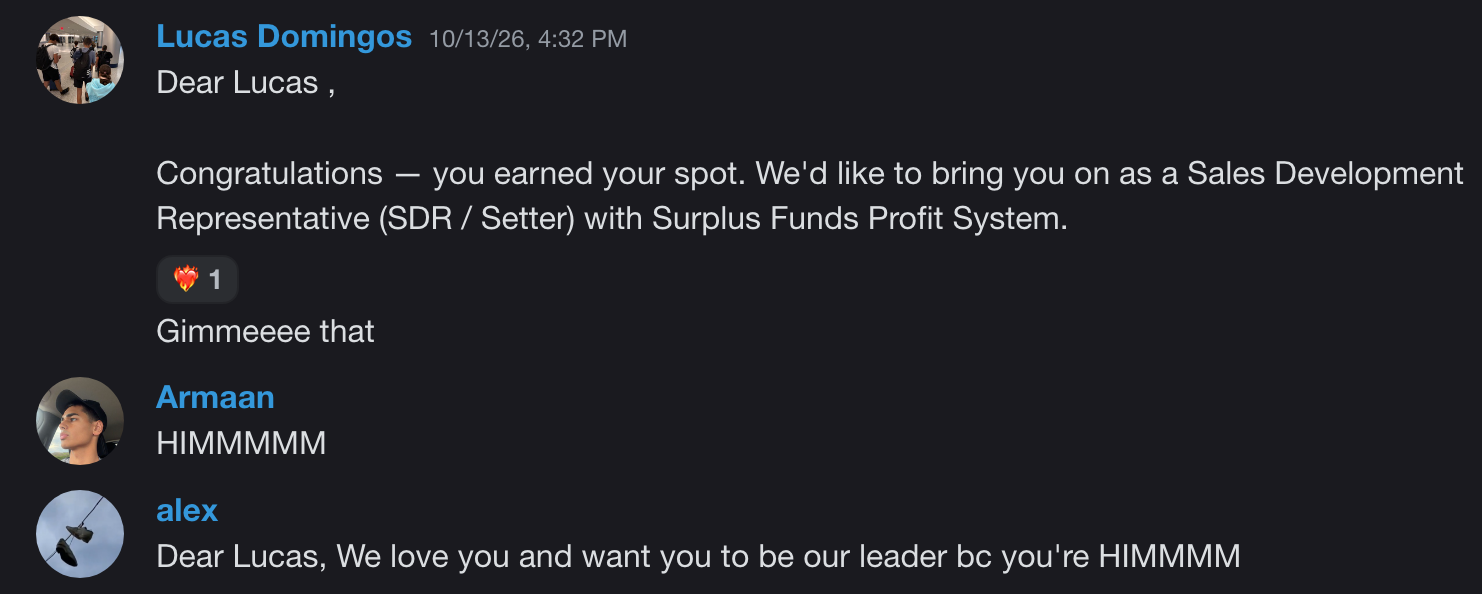 Lucas Domingos 10/13/26, 4:32 PM
Dear Lucas ,
Congratulations — you earned your spot. We'd like to bring you on as a Sales Development
Representative (SDR / Setter) with Surplus Funds Profit System.
❤️‍🔥 1
Gimmeeee that
Armaan
HIMMMMM
alex
Dear Lucas, We love you and want you to be our leader bc you're HIMMMM